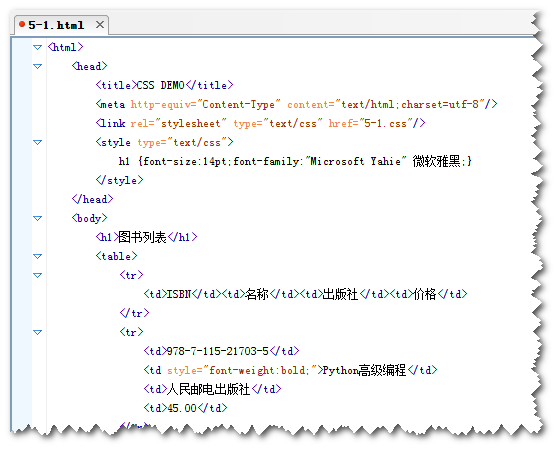 5-1.html
<html>
<head>
<title>CSS DEMO</title>
<meta http-equiv="Content-Type" content="text/html;charset=utf-8"/>
<link rel="stylesheet" type="text/css" href="5-1.css"/>
<style type="text/css">
h1 {font-size:14pt;font-family:"Microsoft Yahie" 微软雅黑;}
</style>
</head>
<body>
<h1>图书列表</h1>
<table>
<tr>
<td>ISBN</td><td>名称</td><td>出版社</td><td>价格</td>
</tr>
<tr>
<td>978-7-115-21703-5</td>
<td style="font-weight:bold;">Python高级编程</td>
<td>人民邮电出版社</td>
<td>45.00</td>